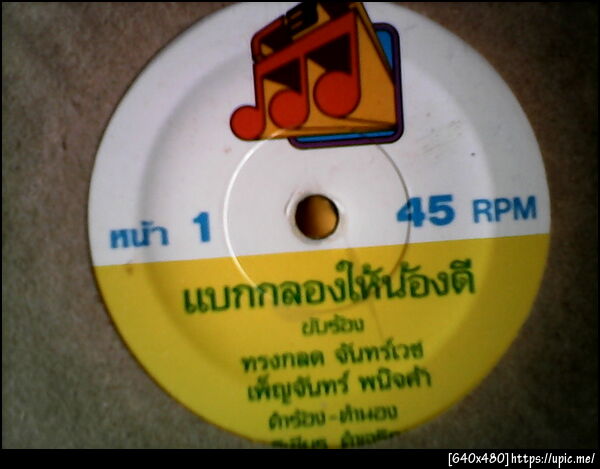 หน้า 1 45 RPM
แบกกลองให้น้องตี
ขับร้อง
ทรงกลด จันทร์เวช
เพ็ญจันทร์ พนิจคำ
คำร้อง-ทำนอง
[640x480]https://upic.me/